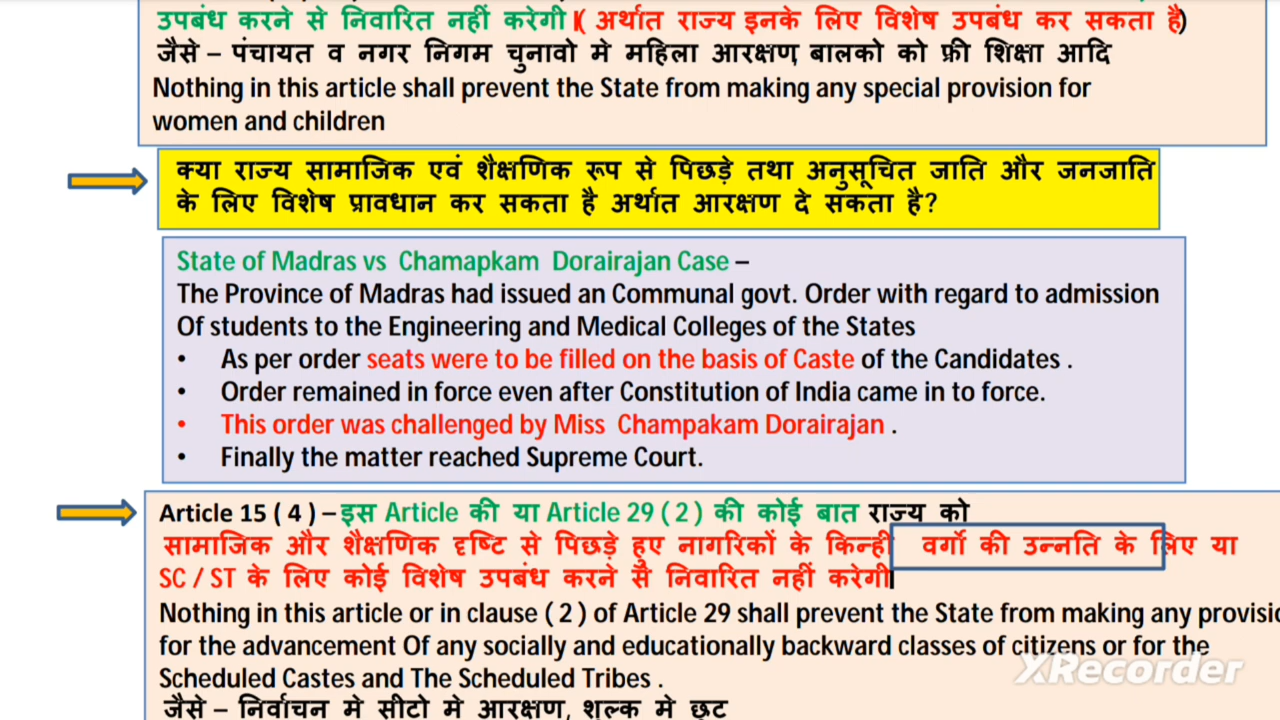 उपबंध करने से निवारित नहीं करेगी ( अर्थात राज्य इनके लिए विशेष उपबंध कर सकता है)
जैसे – पंचायत व नगर निगम चुनावो मे महिला आरक्षण, बालको को फ्री शिक्षा आदि
Nothing in this article shall prevent the State from making any special provision for
women and children
क्या राज्य सामाजिक एवं शैक्षणिक रूप से पिछड़े तथा अनुसूचित जाति और जनजाति
के लिए विशेष प्रावधान कर सकता है अर्थात आरक्षण दे सकता है?
State of Madras vs Chamapkam Dorairajan Case –
The Province of Madras had issued an Communal govt. Order with regard to admission
Of students to the Engineering and Medical Colleges of the States
• As per order seats were to be filled on the basis of Caste of the Candidates .
• Order remained in force even after Constitution of India came in to force.
• This order was challenged by Miss Champakam Dorairajan .
• Finally the matter reached Supreme Court.
Article 15 ( 4 ) – इस Article की या Article 29 ( 2 ) की कोई बात राज्य को
सामाजिक और शैक्षणिक दृष्टि से पिछड़े हुए नागरिकों के किन्ही वर्गो की उन्नति के लिए या
SC / ST के लिए कोई विशेष उपबंध करने से निवारित नहीं करेगी
Nothing in this article or in clause ( 2 ) of Article 29 shall prevent the State from making any provisio
for the advancement Of any socially and educationally backward classes of citizens or for the
Scheduled Castes and The Scheduled Tribes .
XRecorder
जैसे – निर्वाचन मे सीटो मे आरक्षण, शुल्क मे छूट